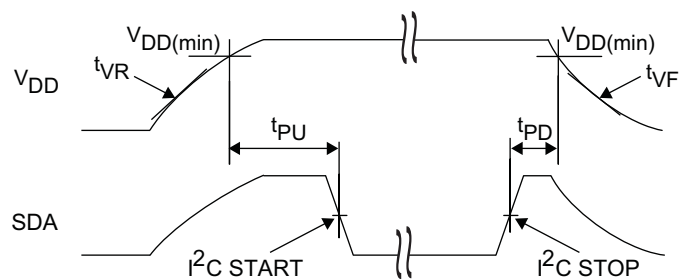 VDD(min) VDD(min)
tVR tVF
VDD
tPU tPD
SDA
I2C START I2C STOP